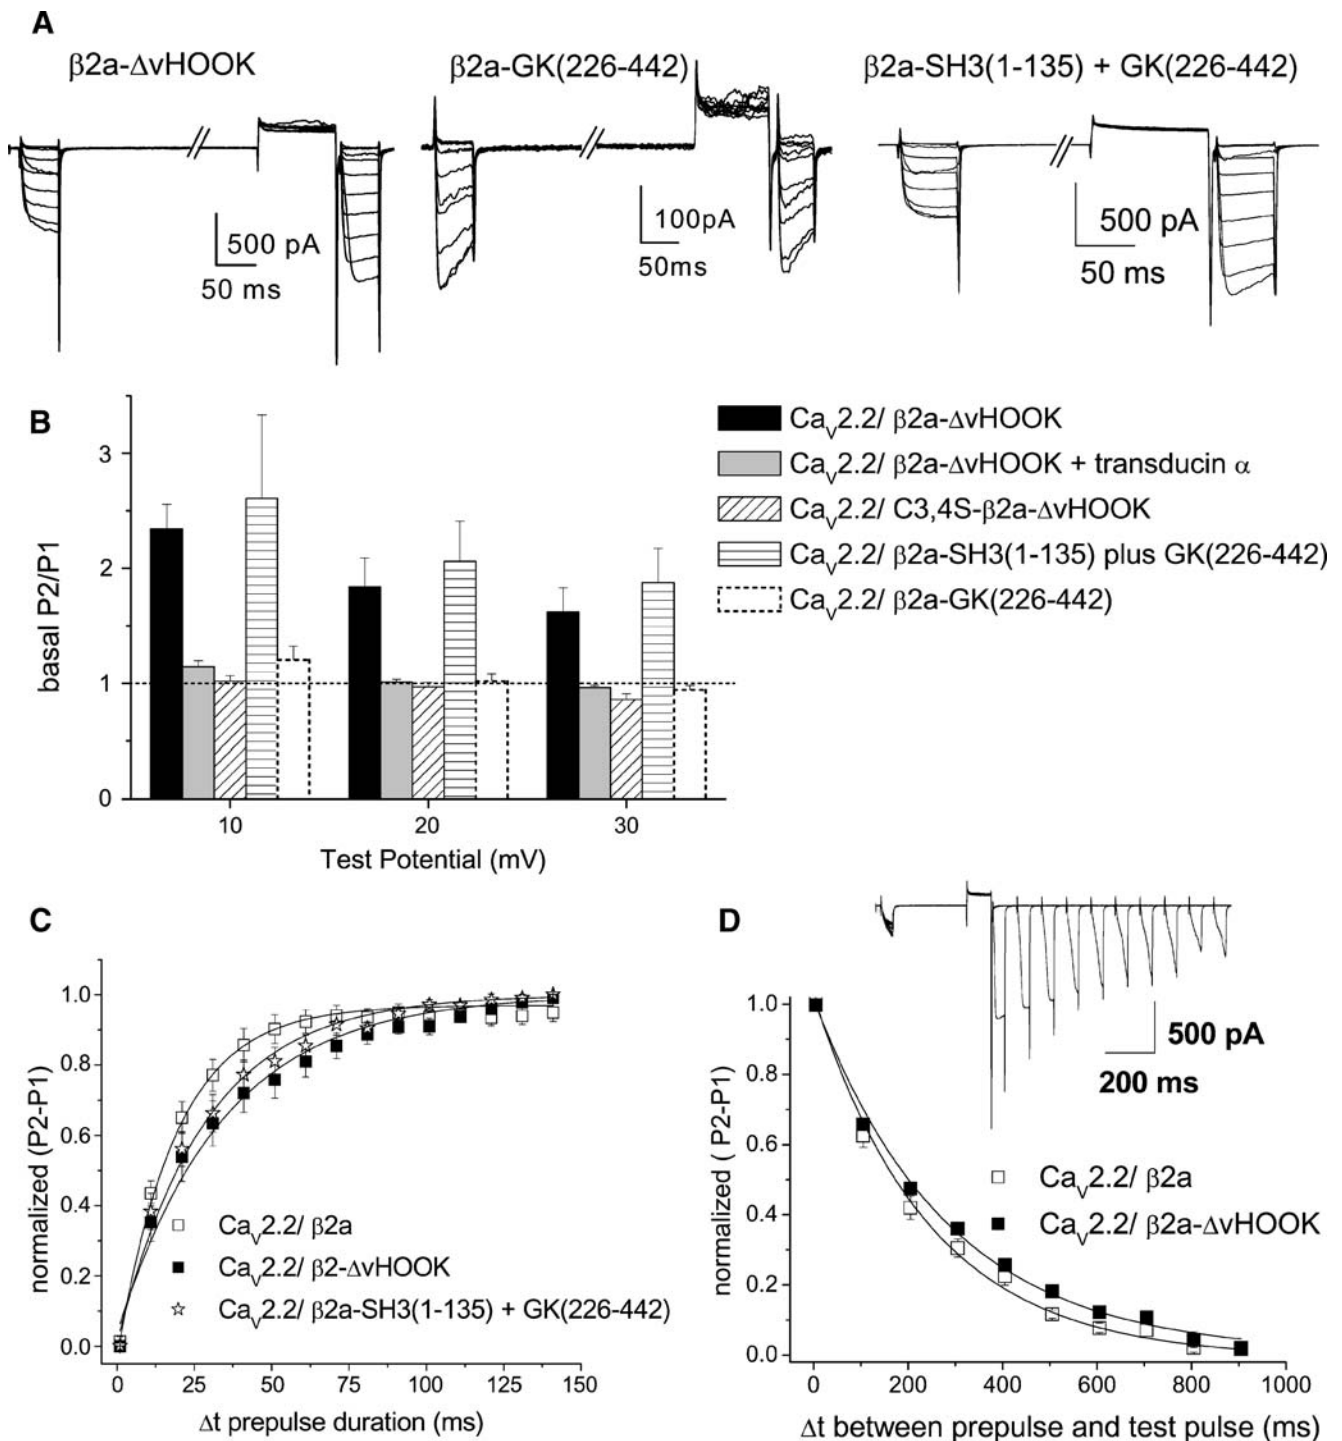 A
β2a-ΔvHOOK
β2a-GK(226-442)
β2a-SH3(1-135) + GK(226-442)
500 pA
50 ms
100pA
50ms
500 pA
50 ms
B
basal P2/P1
3
2
1
0
10
20
30
Test Potential (mV)
CaV2.2/ β2a-ΔvHOOK
CaV2.2/ β2a-ΔvHOOK + transducin α
CaV2.2/ C3,4S-β2a-ΔvHOOK
CaV2.2/ β2a-SH3(1-135) plus GK(226-442)
CaV2.2/ β2a-GK(226-442)
C
normalized (P2-P1)
1.0
0.8
0.6
0.4
0.2
0.0
CaV2.2/ β2a
CaV2.2/ β2-ΔvHOOK
CaV2.2/ β2a-SH3(1-135) + GK(226-442)
0
25
50
75
100
125
150
Δt prepulse duration (ms)
D
500 pA
200 ms
normalized ( P2-P1)
1.0
0.8
0.6
0.4
0.2
0.0
CaV2.2/ β2a
CaV2.2/ β2a-ΔvHOOK
0
200
400
600
800
1000
Δt between prepulse and test pulse (ms)